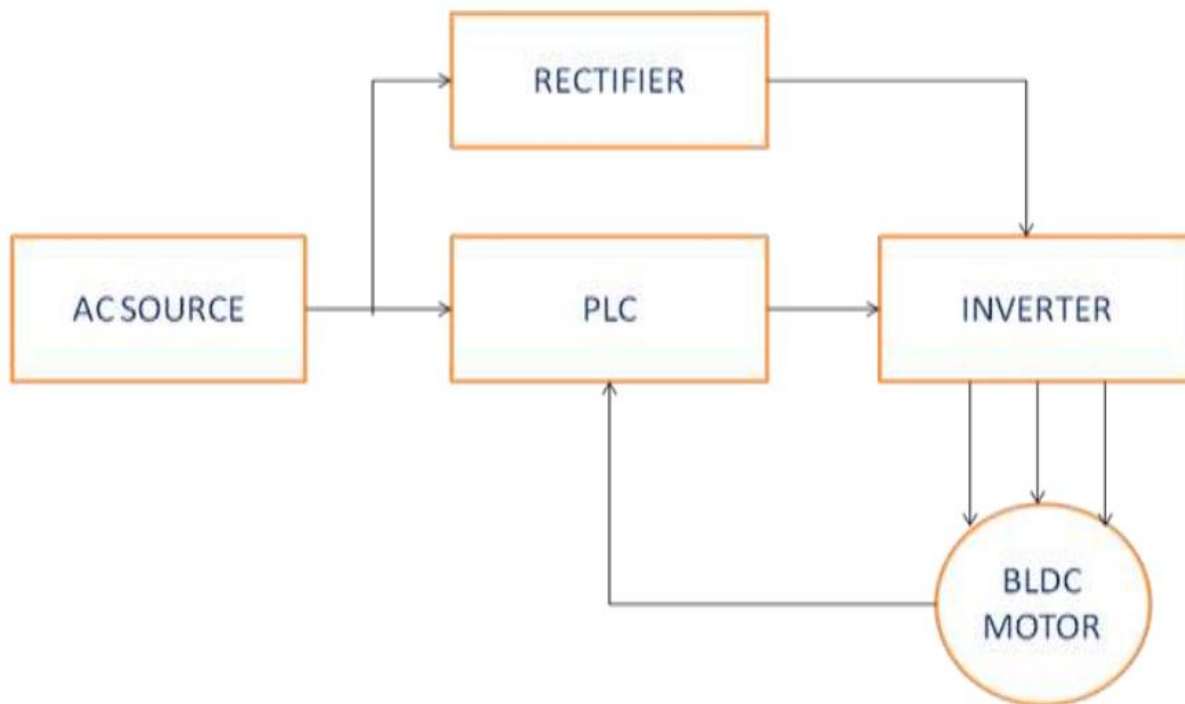 RECTIFIER
AC SOURCE
PLC
INVERTER
BLDC
MOTOR